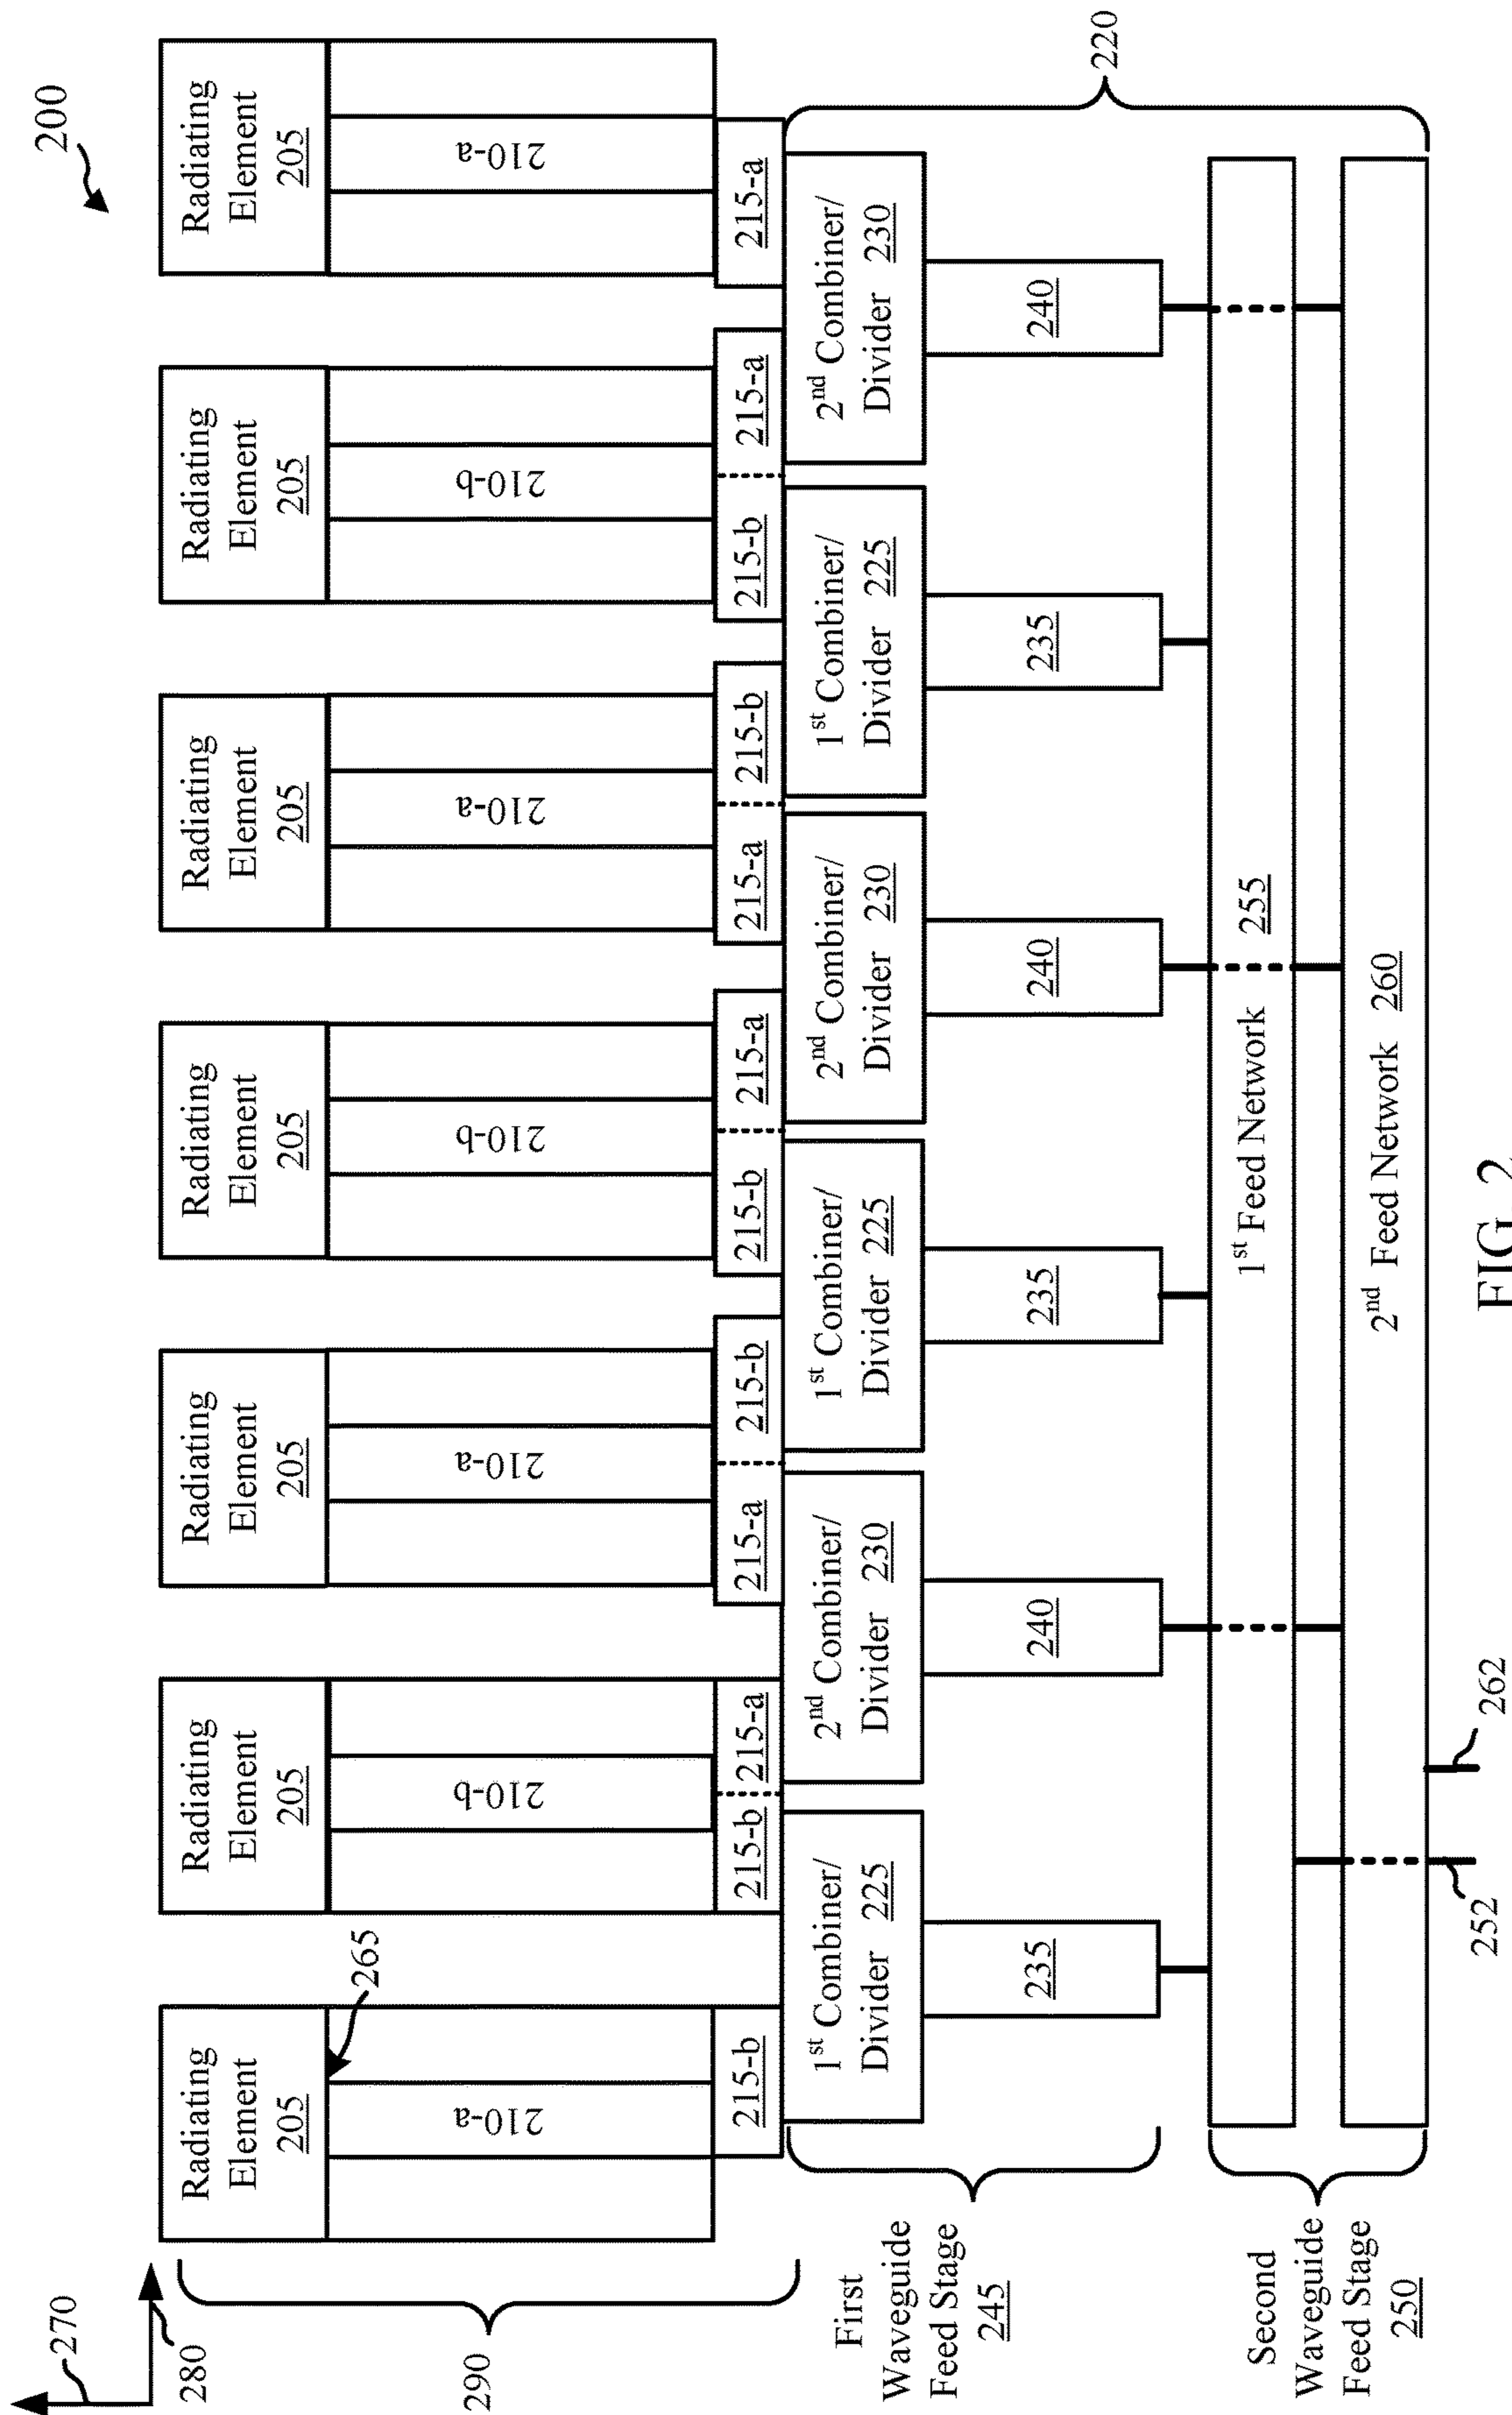 200
270
280
Radiating
Element
205
Radiating
Element
205
Radiating
Element
205
Radiating
Element
205
Radiating
Element
205
Radiating
Element
205
Radiating
Element
205
265
290
210-a
210-b
210-a
210-b
210-a
210-b
210-a
215-b
215-b
215-a
215-a
215-b
215-b
215-a
215-a
215-b
215-b
215-a
215-a
First
Waveguide
Feed Stage
245
1st Combiner/
Divider 225
2nd Combiner/
Divider 230
1st Combiner/
Divider 225
2nd Combiner/
Divider 230
1st Combiner/
Divider 225
2nd Combiner/
Divider 230
220
235
240
235
240
235
240
Second
Waveguide
Feed Stage
250
1st Feed Network 255
2nd Feed Network 260
252
262
FIG. 2